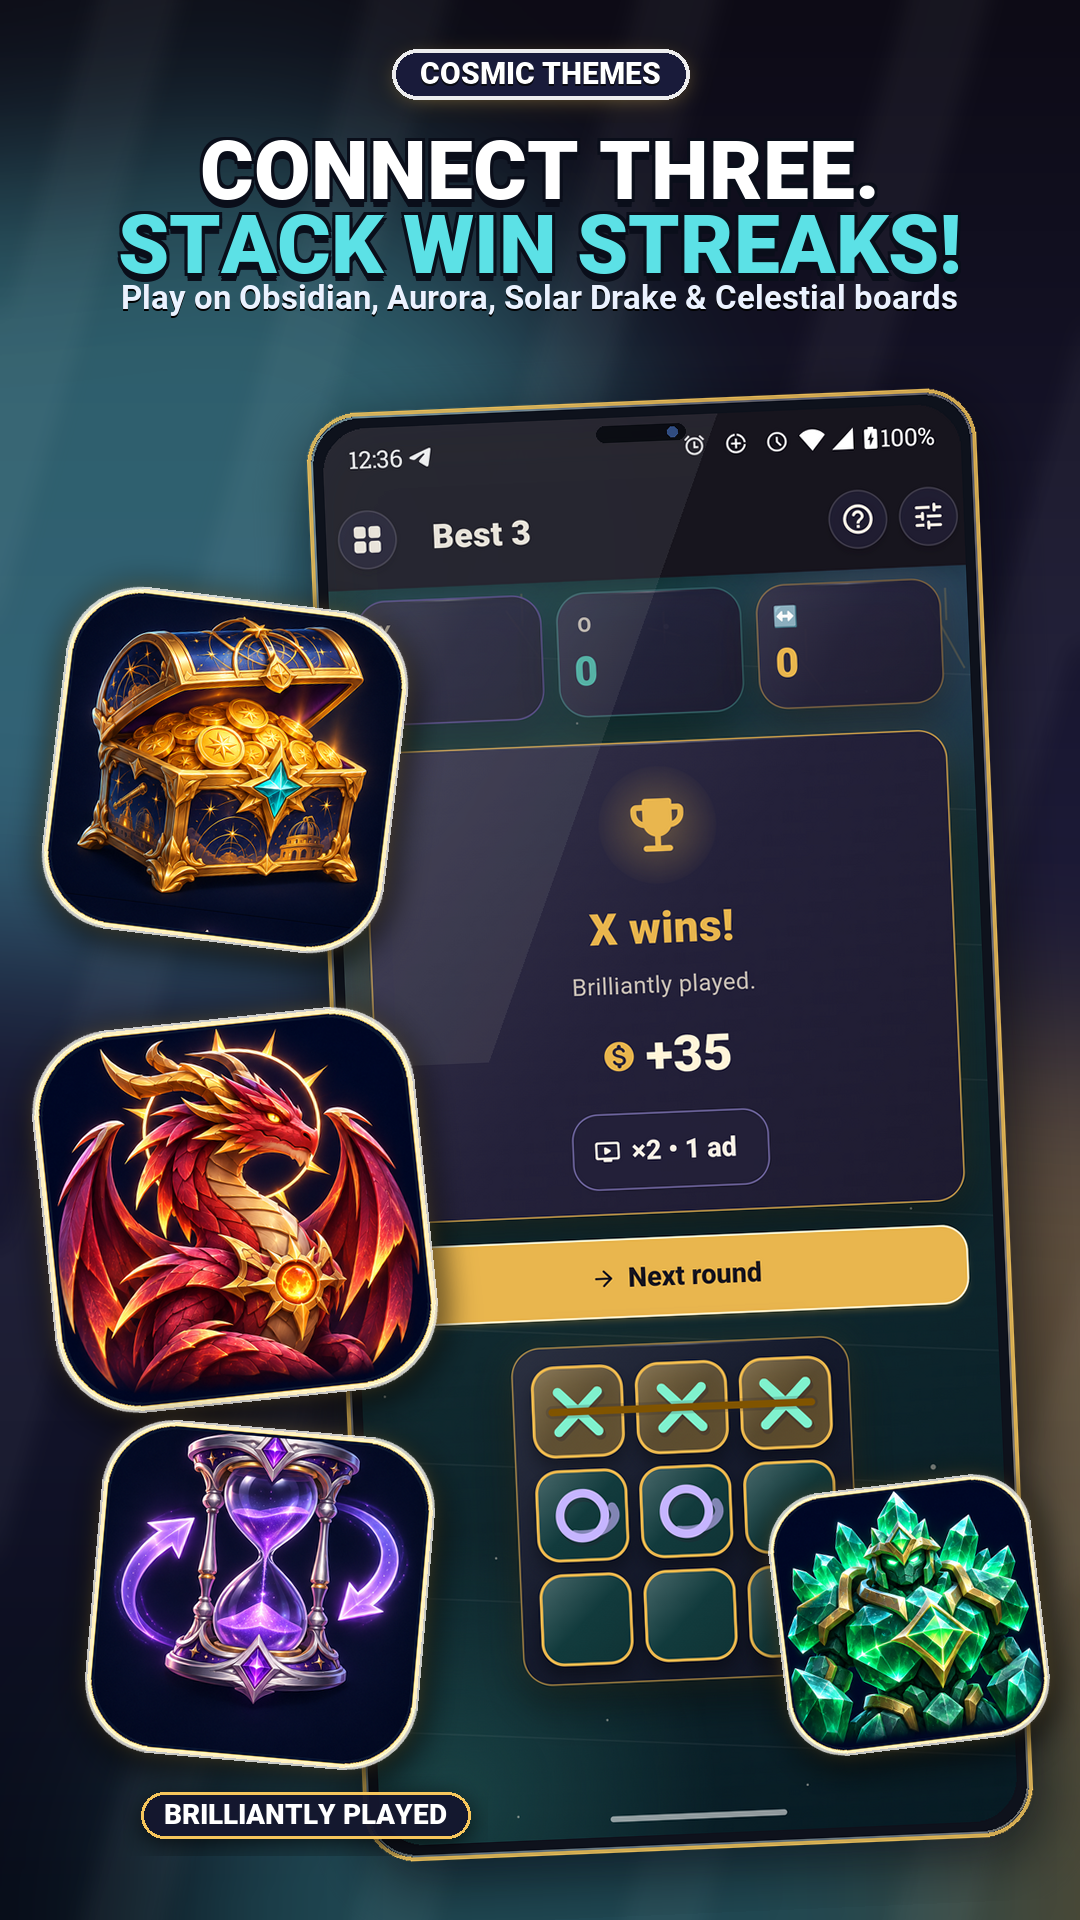 COSMIC THEMES
CONNECT THREE.
STACK WIN STREAKS!
Play on Obsidian, Aurora, Solar Drake & Celestial boards
12:36
100%
Best 3
O
0
0
X wins!
Brilliantly played.
+35
×2 • 1 ad
→ Next round
X X X
O O
BRILLIANTLY PLAYED